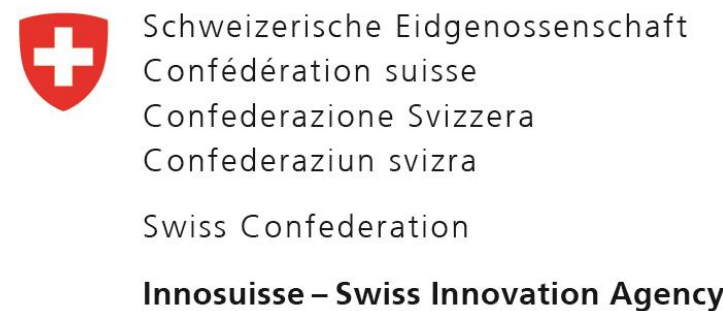 Schweizerische Eidgenossenschaft
Confédération suisse
Confederazione Svizzera
Confederaziun svizra
Swiss Confederation
Innosuisse – Swiss Innovation Agency